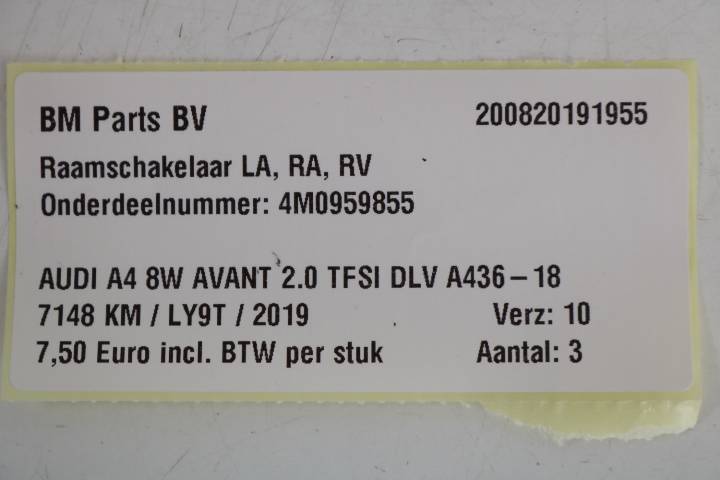 BM Parts BV 200820191955
Raamschakelaar LA, RA, RV
Onderdeelnummer: 4M0959855
AUDI A4 8W AVANT 2.0 TFSI DLV A436-18
7148 KM / LY9T / 2019 Verz: 10
7,50 Euro incl. BTW per stuk Aantal: 3